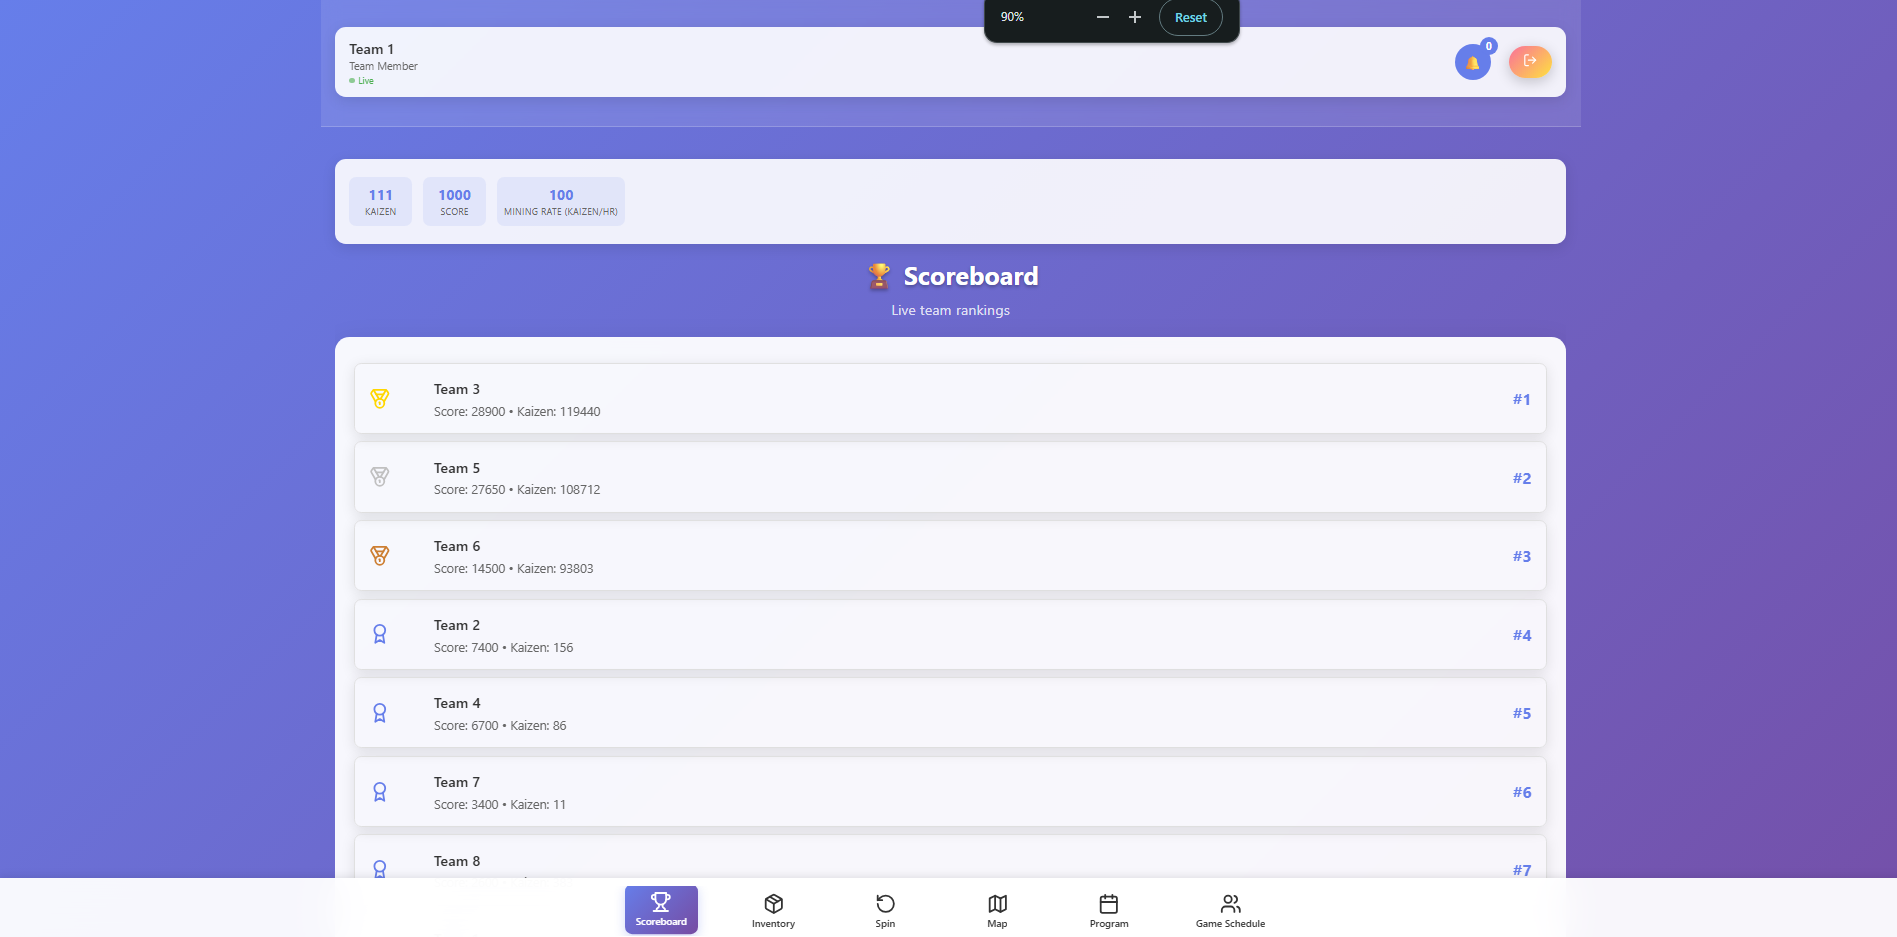 90%
Reset
Team 1
Team Member
Live
0
111
KAIZEN
1000
SCORE
100
MINING RATE (KAIZEN/HR)
Scoreboard
Live team rankings
Team 3
Score: 28900 • Kaizen: 119440
#1
Team 5
Score: 27650 • Kaizen: 108712
#2
Team 6
Score: 14500 • Kaizen: 93803
#3
Team 2
Score: 7400 • Kaizen: 156
#4
Team 4
Score: 6700 • Kaizen: 86
#5
Team 7
Score: 3400 • Kaizen: 11
#6
Team 8
#7
Scoreboard
Inventory
Spin
Map
Program
Game Schedule